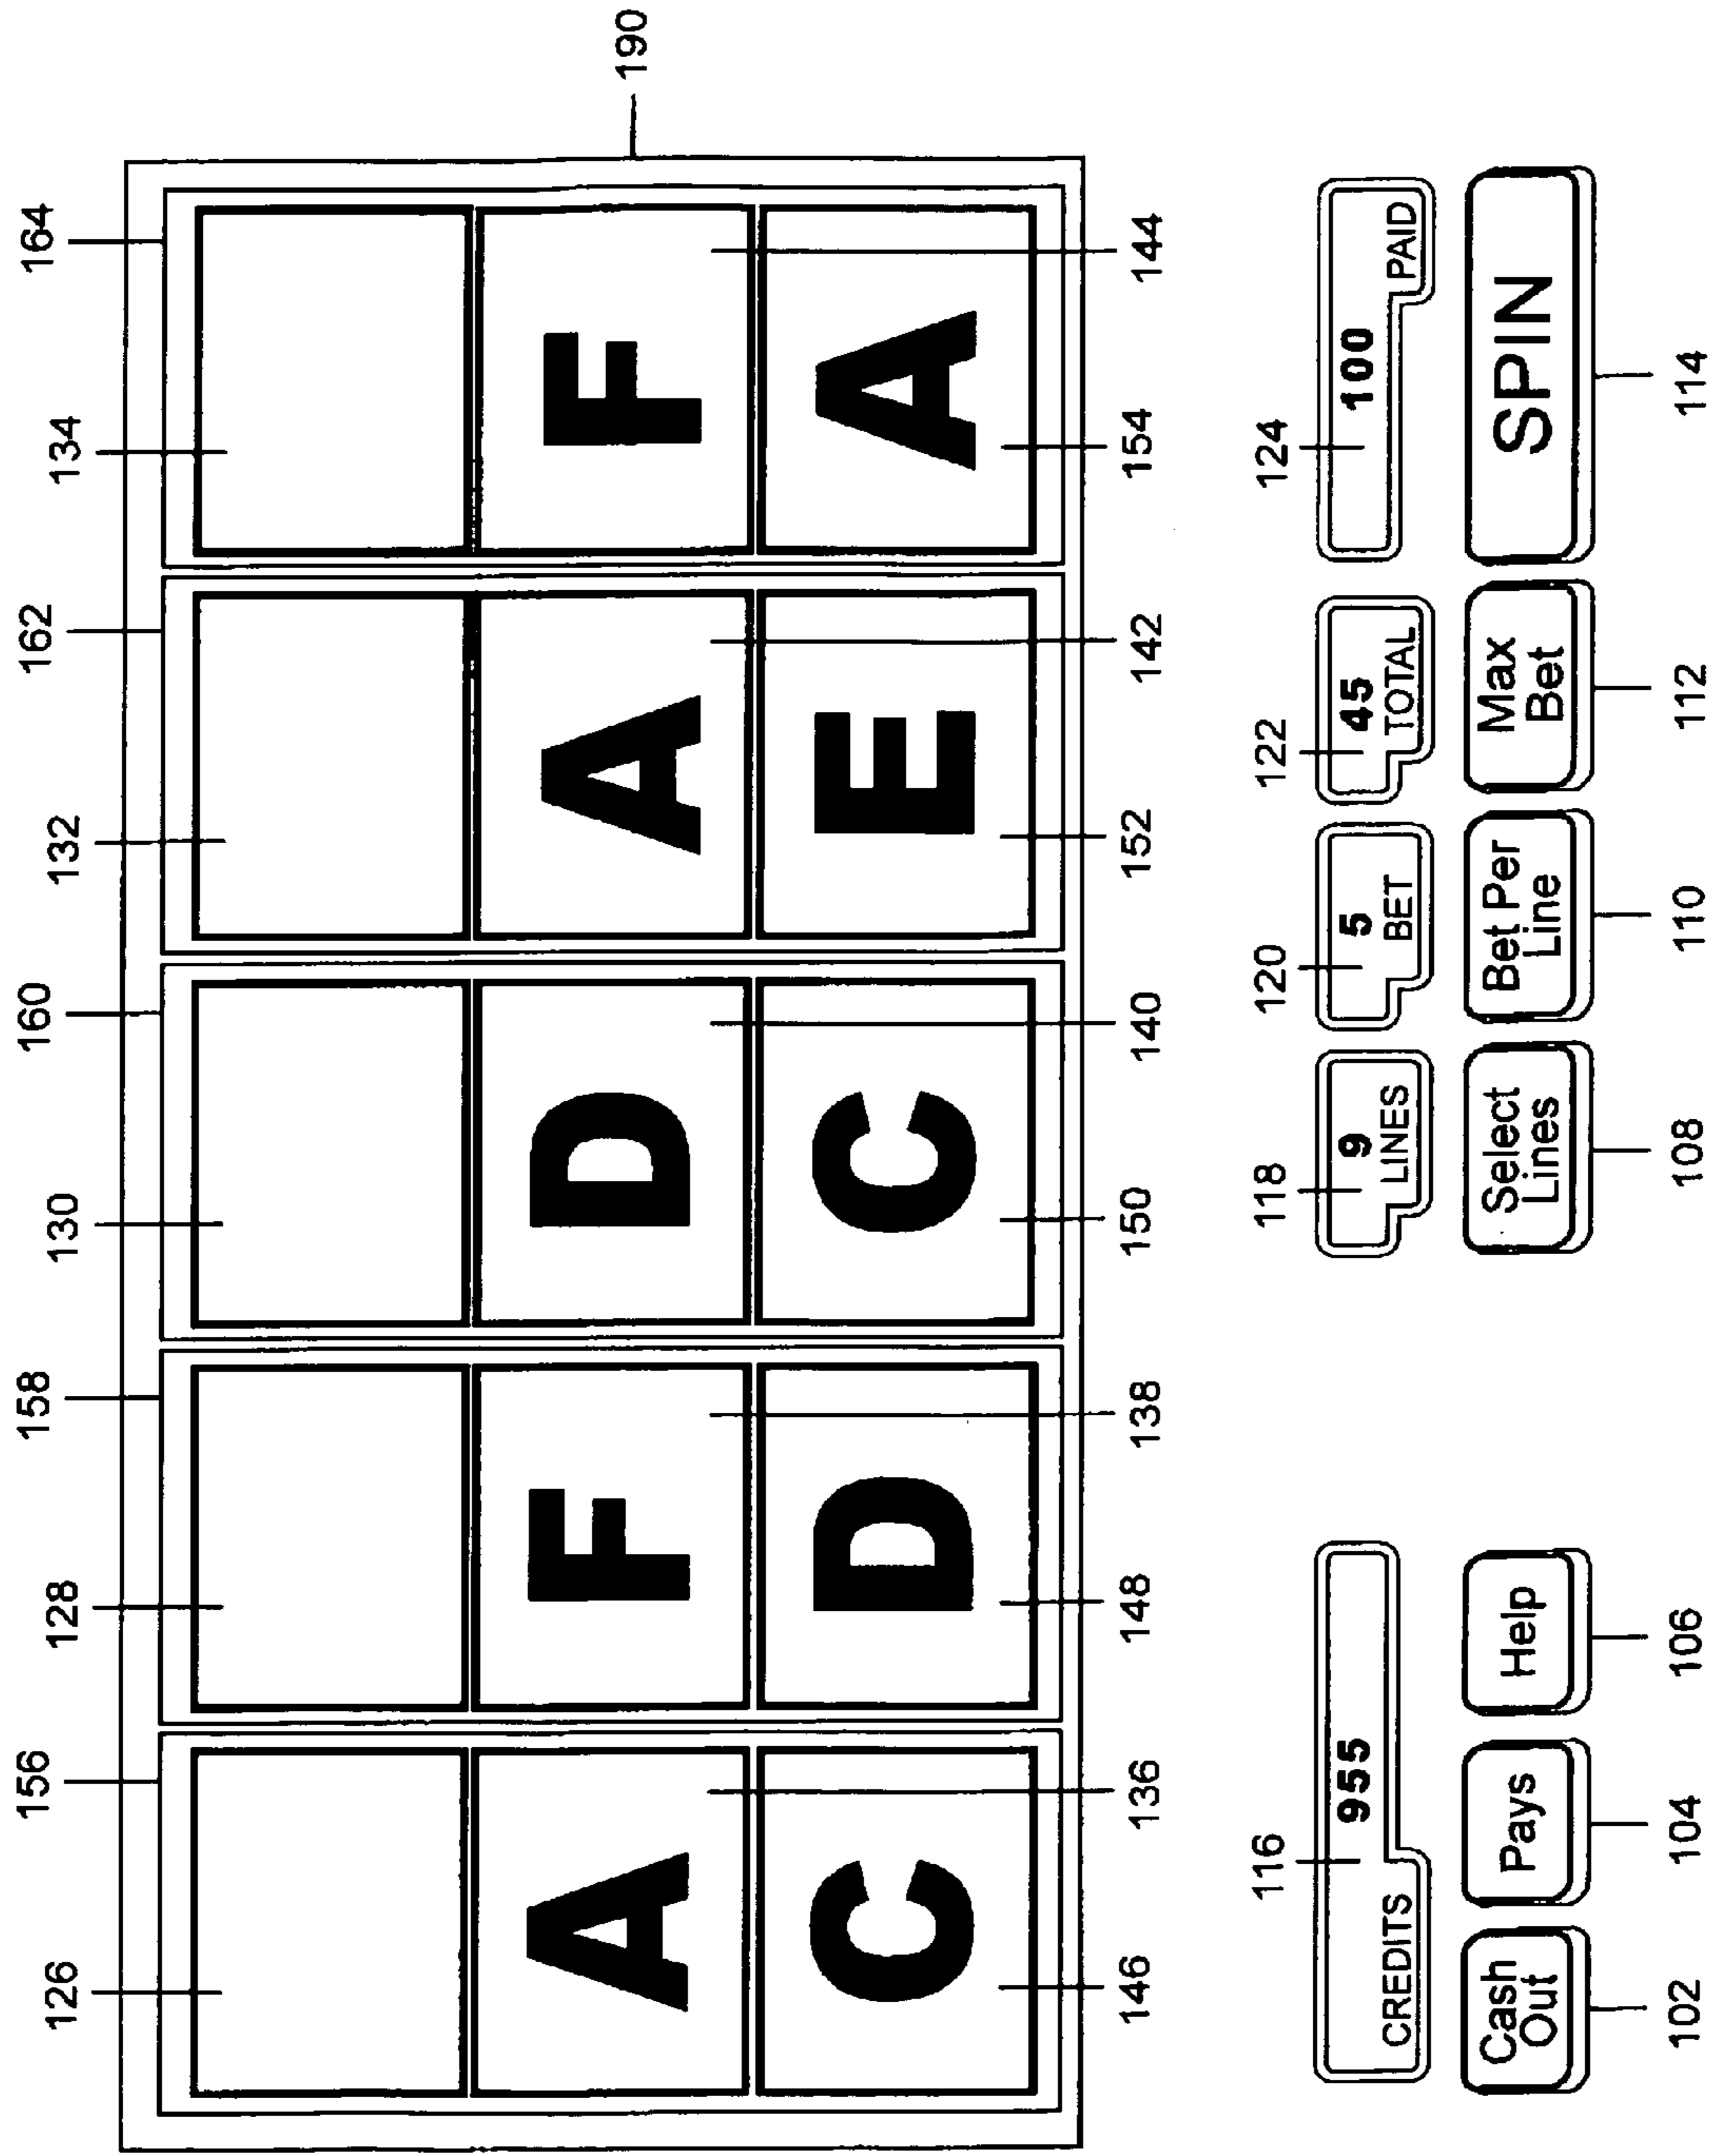 156 158 160 162 164
126 128 130 132 134
190
A F D A F
C D C E A
136 138 140 142 144
146 148 150 152 154
116 118 120 122 124
955 9 5 45 100
CREDITS LINES BET TOTAL PAID
Cash Out Pays Help Select Lines Bet Per Line Max Bet SPIN
102 104 106 108 110 112 114